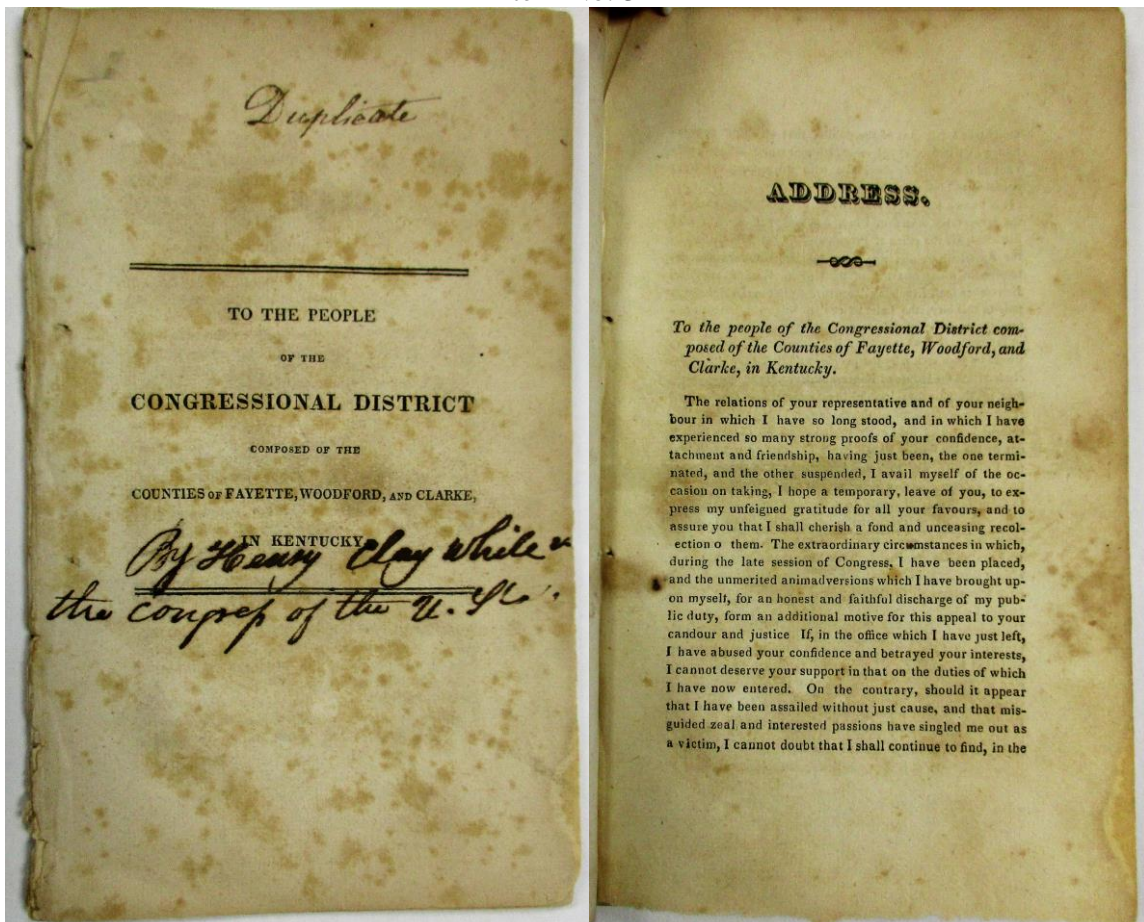 Duplicate
TO THE PEOPLE
OF THE
CONGRESSIONAL DISTRICT
COMPOSED OF THE
COUNTIES OF FAYETTE, WOODFORD, AND CLARKE,
IN KENTUCKY
By Henry Clay while
the congress of the U. Sts.
ADDRESS.
To the people of the Congressional District com-
posed of the Counties of Fayette, Woodford, and
Clarke, in Kentucky.
The relations of your representative and of your neigh-
bour in which I have so long stood, and in which I have
experienced so many strong proofs of your confidence, at-
tachment and friendship, having just been, the one termi-
nated, and the other suspended, I avail myself of the oc-
casion on taking, I hope a temporary, leave of you, to ex-
press my unfeigned gratitude for all your favours, and to
assure you that I shall cherish a fond and unceasing recol-
ection o them. The extraordinary circumstances in which,
during the late session of Congress, I have been placed,
and the unmerited animadversions which I have brought up-
on myself, for an honest and faithful discharge of my pub-
lic duty, form an additional motive for this appeal to your
candour and justice If, in the office which I have just left,
I have abused your confidence and betrayed your interests,
I cannot deserve your support in that on the duties of which
I have now entered. On the contrary, should it appear
that I have been assailed without just cause, and that mis-
guided zeal and interested passions have singled me out as
a victim, I cannot doubt that I shall continue to find, in the